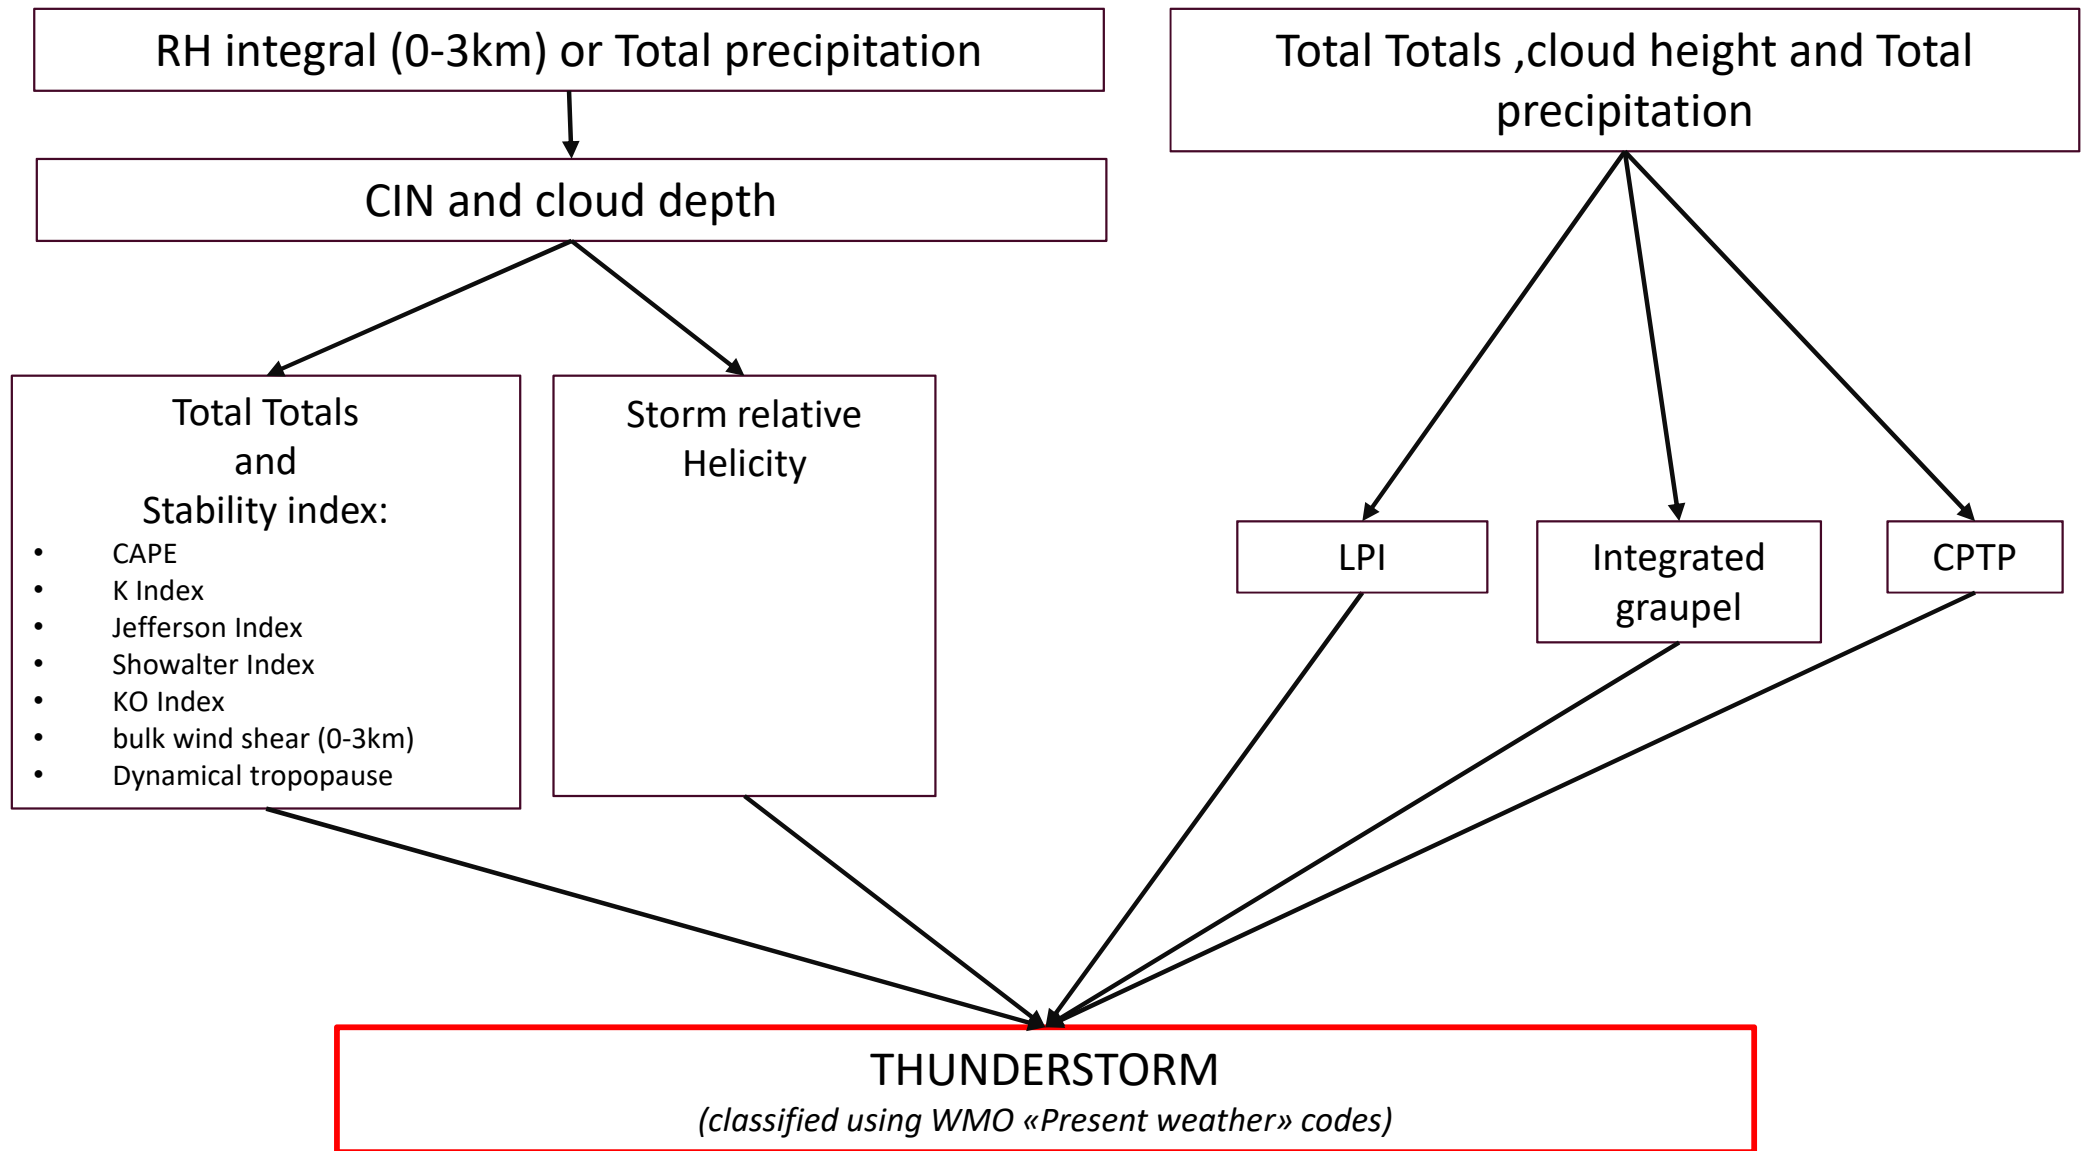 RH integral (0-3km) or Total precipitation
Total Totals ,cloud height and Total
precipitation
CIN and cloud depth
Total Totals
and
Stability index:
• CAPE
• K Index
• Jefferson Index
• Showalter Index
• KO Index
• bulk wind shear (0-3km)
• Dynamical tropopause
Storm relative
Helicity
LPI
Integrated
graupel
CPTP
THUNDERSTORM
(classified using WMO «Present weather» codes)